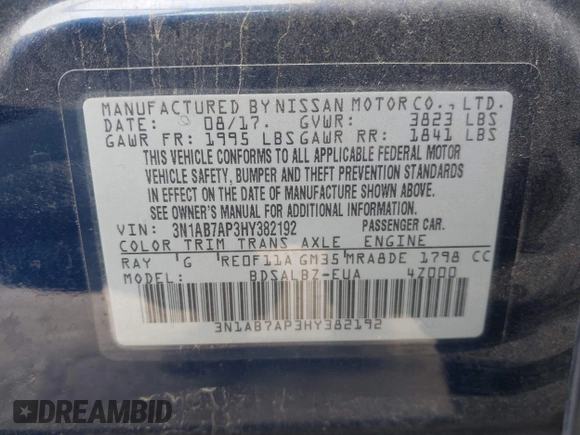 MANUFACTURED BY NISSAN MOTOR CO., LTD.
DATE: 08/17. GVWR: 3823 LBS
GAWR FR: 1995 LBS GAWR RR: 1841 LBS
THIS VEHICLE CONFORMS TO ALL APPLICABLE FEDERAL MOTOR
VEHICLE SAFETY, BUMPER AND THEFT PREVENTION STANDARDS
IN EFFECT ON THE DATE OF MANUFACTURE SHOWN ABOVE.
SEE OWNER'S MANUAL FOR ADDITIONAL INFORMATION.
VIN: 3N1AB7AP3HY382192 PASSENGER CAR.
COLOR TRIM TRANS AXLE ENGINE
RAY G RE0F11A GM35 MRA8DE 1798 CC
MODEL: BDSALBZ-EUA 4Z000
3N1AB7AP3HY382192
DREAMBID